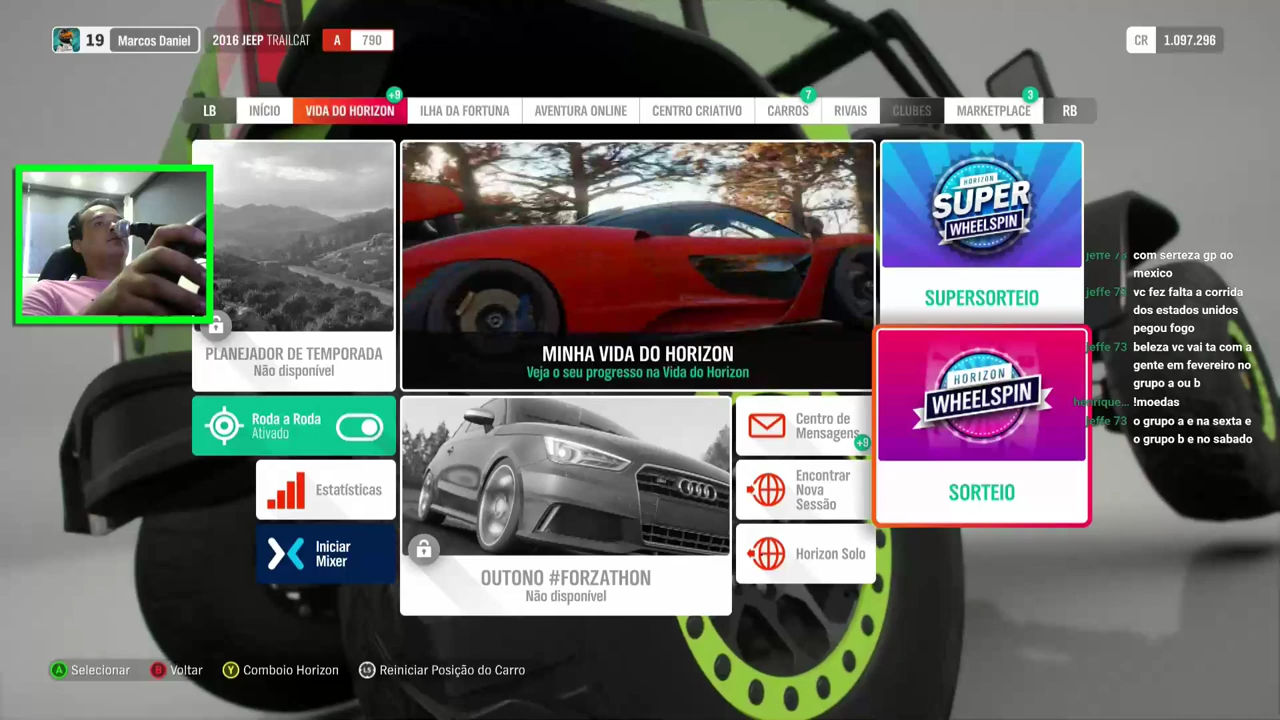 19 Marcos Daniel 2016 JEEP TRAILCAT A 790
CR 1.097.296
LB INÍCIO VIDA DO HORIZON +9 ILHA DA FORTUNA AVENTURA ONLINE CENTRO CRIATIVO CARROS 7 RIVAIS CLUBES MARKETPLACE 3 RB
PLANEJADOR DE TEMPORADA
Não disponível
MINHA VIDA DO HORIZON
Veja o seu progresso na Vida do Horizon
HORIZON
SUPER
WHEELSPIN
SUPERSORTEIO
HORIZON
WHEELSPIN
SORTEIO
Roda a Roda
Ativado
Estatísticas
Iniciar
Mixer
OUTONO #FORZATHON
Não disponível
Centro de
Mensagens +9
Encontrar
Nova
Sessão
Horizon Solo
jeffe 73 com serteza gp do
mexico
jeffe 73 vc fez falta a corrida
dos estados unidos
pegou fogo
jeffe 73 beleza vc vai ta com a
gente em fevereiro no
grupo a ou b
henrique... !moedas
jeffe 73 o grupo a e na sexta e
o grupo b e no sabado
A Selecionar B Voltar Y Comboio Horizon LS Reiniciar Posição do Carro